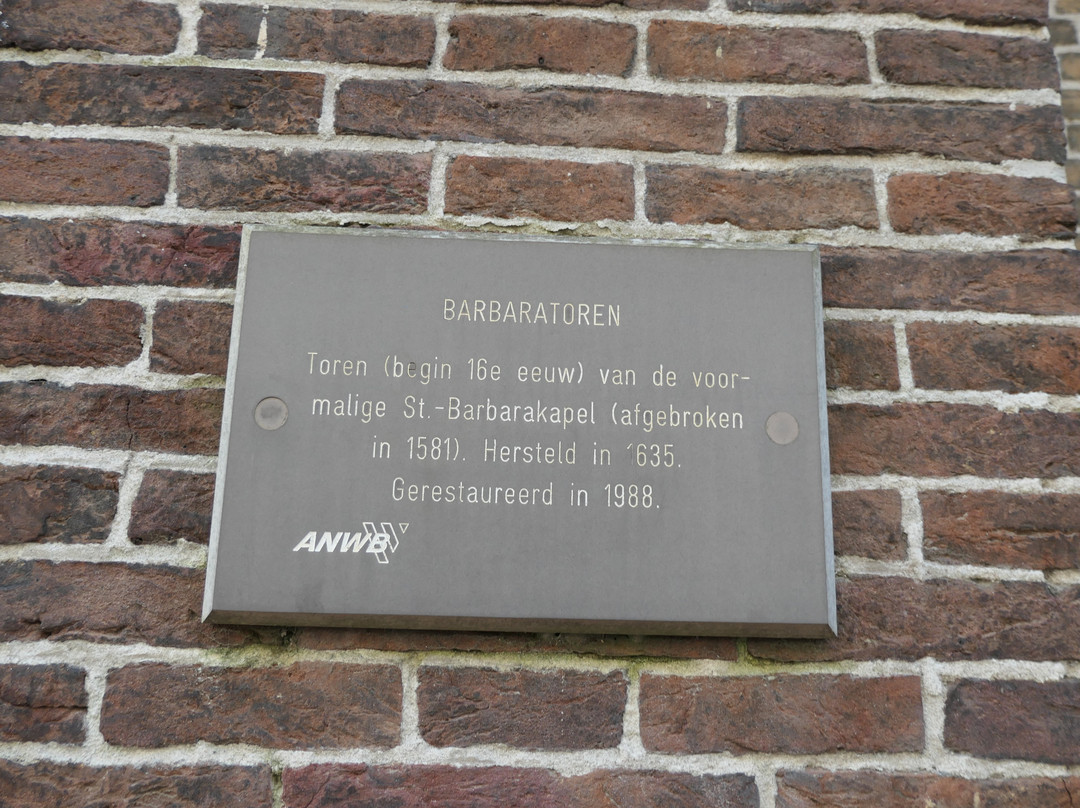 BARBARATOREN
Toren (begin 16e eeuw) van de voor-
malige St.-Barbarakapel (afgebroken
in 1581). Hersteld in 1635.
Gerestaureerd in 1988.
ANWB